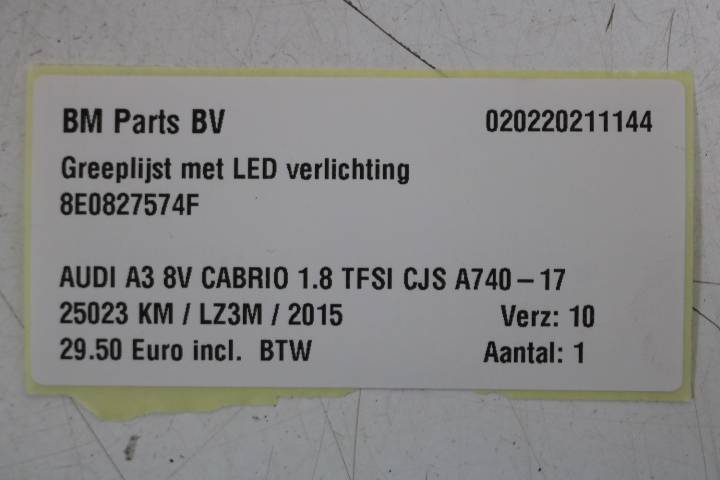 BM Parts BV 020220211144
Greeplijst met LED verlichting
8E0827574F
AUDI A3 8V CABRIO 1.8 TFSI CJS A740-17
25023 KM / LZ3M / 2015 Verz: 10
29.50 Euro incl. BTW Aantal: 1